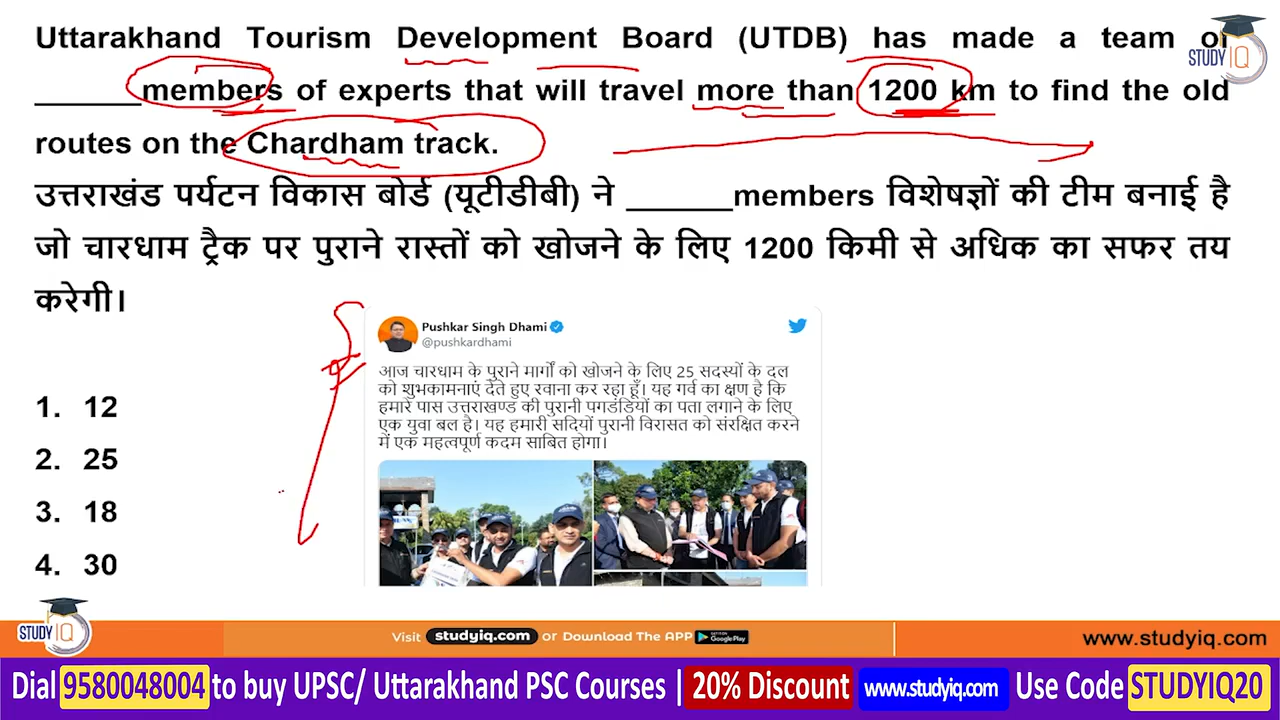 Uttarakhand Tourism Development Board (UTDB) has made a team of
______members of experts that will travel more than 1200 km to find the old
routes on the Chardham track.
उत्तराखंड पर्यटन विकास बोर्ड (यूटीडीबी) ने ______members विशेषज्ञों की टीम बनाई है
जो चारधाम ट्रैक पर पुराने रास्तों को खोजने के लिए 1200 किमी से अधिक का सफर तय
करेगी।
Pushkar Singh Dhami
@pushkardhami
आज चारधाम के पुराने मार्गों को खोजने के लिए 25 सदस्यों के दल
को शुभकामनाएं देते हुए रवाना कर रहा हूँ। यह गर्व का क्षण है कि
हमारे पास उत्तराखण्ड की पुरानी पगडंडियों का पता लगाने के लिए
एक युवा बल है। यह हमारी सदियों पुरानी विरासत को संरक्षित करने
में एक महत्वपूर्ण कदम साबित होगा।
1. 12
2. 25
3. 18
4. 30
STUDY IQ
STUDY IQ
Visit studyiq.com or Download The APP GET IT ON Google Play
www.studyiq.com
Dial 9580048004 to buy UPSC/ Uttarakhand PSC Courses | 20% Discount www.studyiq.com Use Code STUDYIQ20